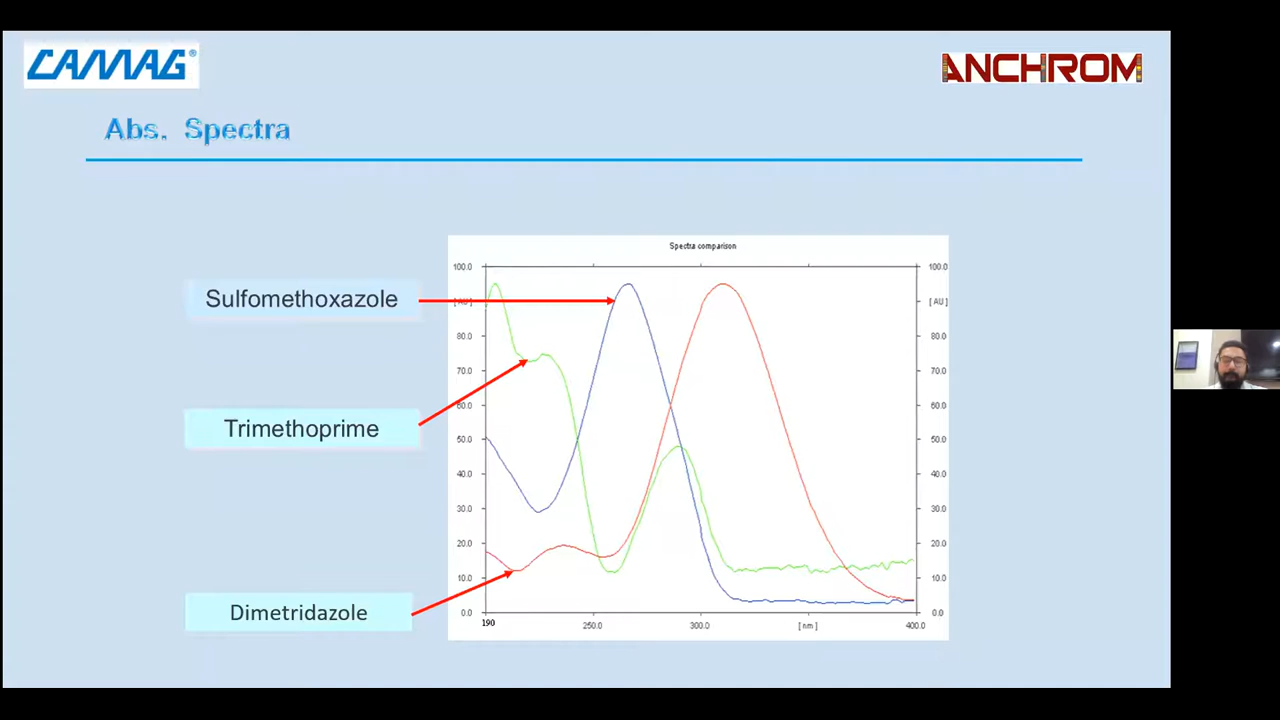 CAMAG®
ANCHROM
Abs. Spectra
Spectra comparison
Sulfomethoxazole
Trimethoprime
Dimetridazole
100.0
80.0
70.0
60.0
50.0
40.0
30.0
20.0
10.0
0.0
100.0
[ AU ]
80.0
70.0
60.0
50.0
40.0
30.0
20.0
10.0
0.0
190
250.0
300.0
[ nm ]
400.0